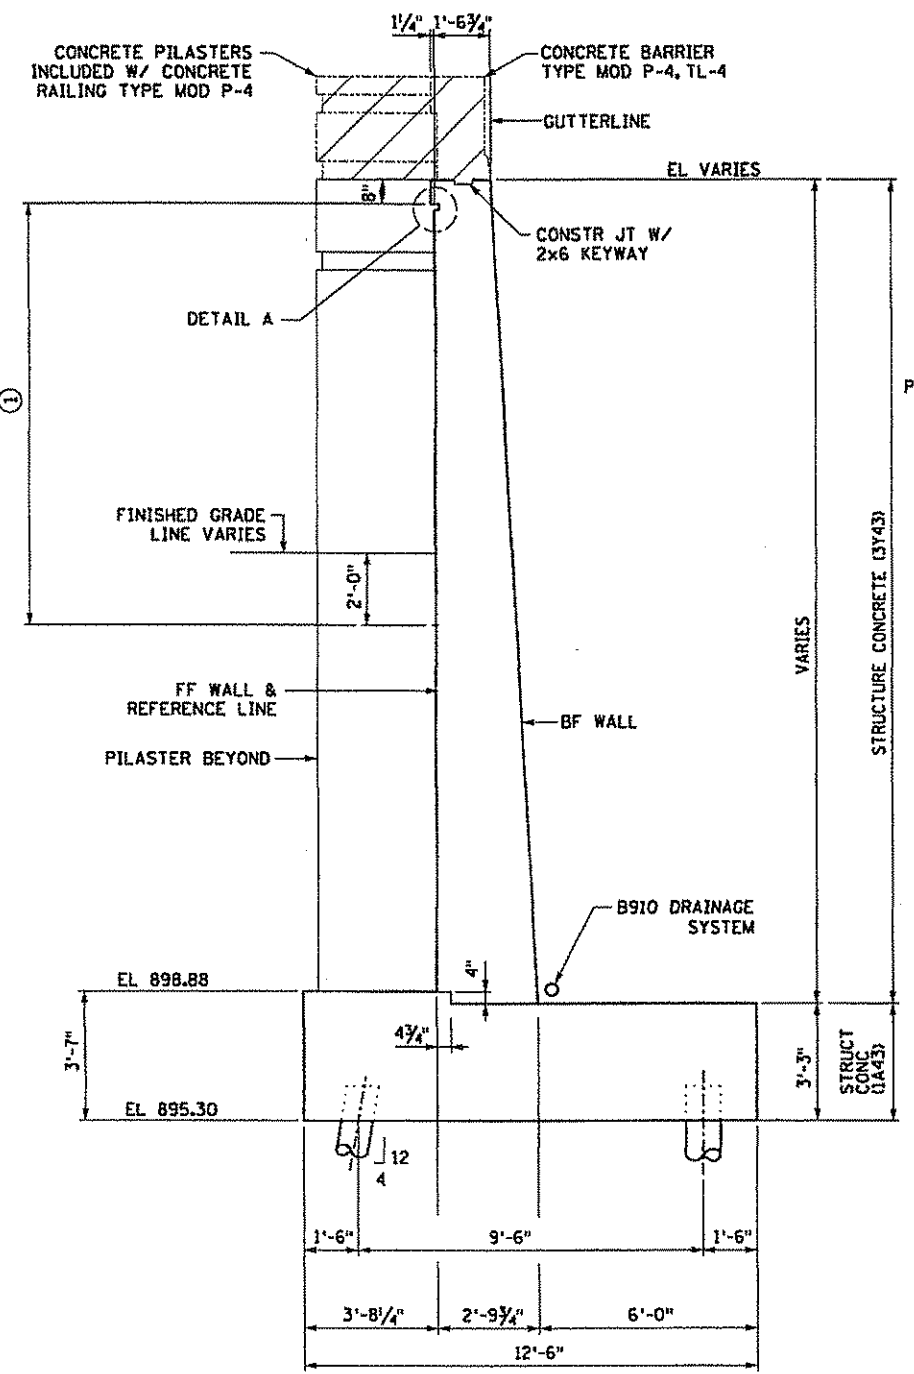 1¼" 1'-6¾"
CONCRETE PILASTERS
INCLUDED W/ CONCRETE
RAILING TYPE MOD P-4
CONCRETE BARRIER
TYPE MOD P-4, TL-4
GUTTERLINE
EL VARIES
8"
CONSTR JT W/
2x6 KEYWAY
DETAIL A
1
P
FINISHED GRADE
LINE VARIES
2'-0"
VARIES
STRUCTURE CONCRETE (3Y43)
FF WALL &
REFERENCE LINE
BF WALL
PILASTER BEYOND
B910 DRAINAGE
SYSTEM
EL 898.88
4"
4¾"
3'-7"
3'-3"
STRUCT
CONC
(1A43)
EL 895.30
12
4
1'-6" 9'-6" 1'-6"
3'-8¼" 2'-9¾" 6'-0"
12'-6"